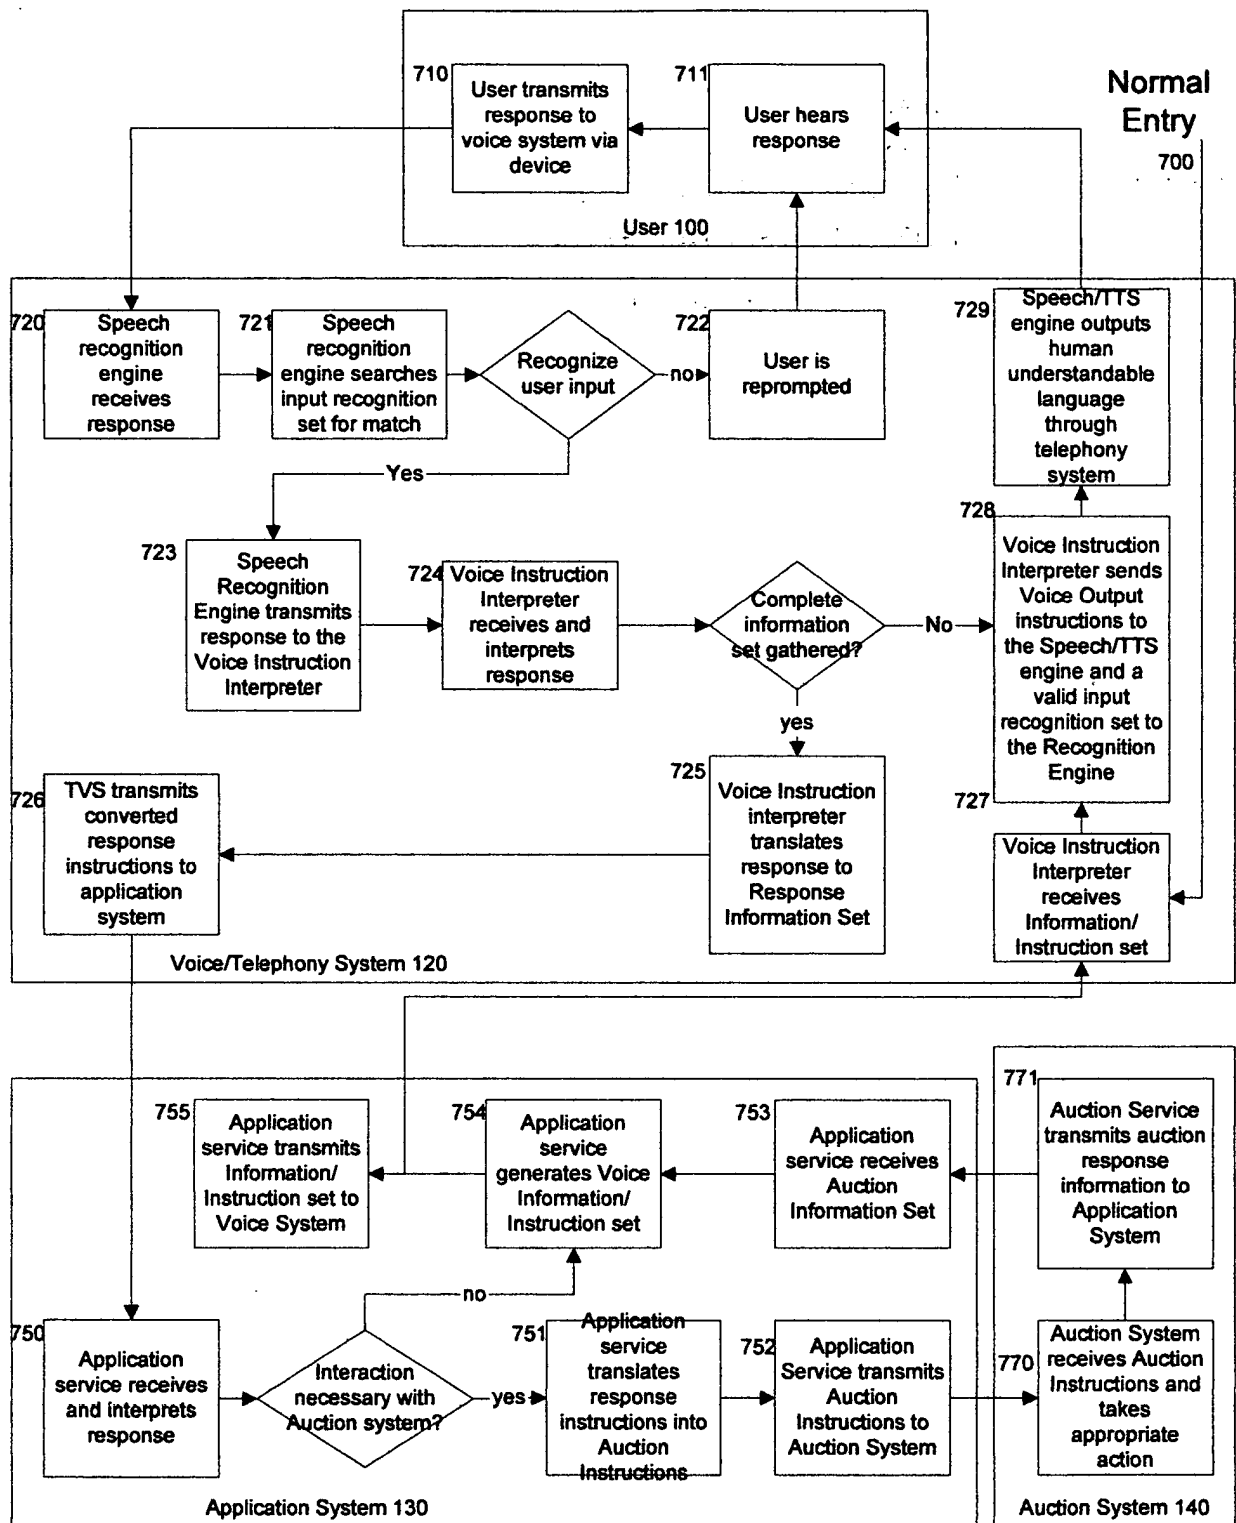 Normal
Entry
700
710
User transmits
response to
voice system via
device
711
User hears
response
User 100
720
Speech
recognition
engine
receives
response
721
Speech
recognition
engine searches
input recognition
set for match
Recognize
user input
no
722
User is
reprompted
729
Speech/TTS
engine outputs
human
understandable
language
through
telephony
system
Yes
723
Speech
Recognition
Engine transmits
response to the
Voice Instruction
Interpreter
724
Voice Instruction
Interpreter
receives and
interprets
response
Complete
information
set gathered?
No
728
Voice Instruction
Interpreter sends
Voice Output
instructions to
the Speech/TTS
engine and a
valid input
recognition set to
the Recognition
Engine
yes
725
Voice Instruction
interpreter
translates
response to
Response
Information Set
726
TVS transmits
converted
response
instructions to
application
system
727
Voice Instruction
Interpreter
receives
Information/
Instruction set
Voice/Telephony System 120
755
Application
service transmits
Information/
Instruction set to
Voice System
754
Application
service
generates Voice
Information/
Instruction set
753
Application
service receives
Auction
Information Set
771
Auction Service
transmits auction
response
information to
Application
System
no
750
Application
service receives
and interprets
response
Interaction
necessary with
Auction system?
yes
751
Application
service
translates
response
instructions into
Auction
Instructions
752
Application
Service transmits
Auction
Instructions to
Auction System
770
Auction System
receives Auction
Instructions and
takes
appropriate
action
Application System 130
Auction System 140